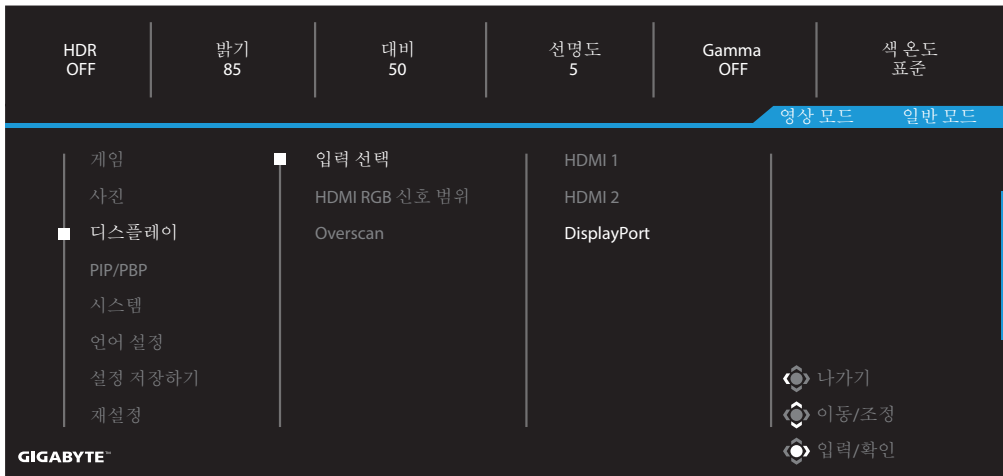 HDR
OFF
밝기
85
대비
50
선명도
5
Gamma
OFF
색 온도
표준
영상 모드 일반 모드
게임
사진
디스플레이
PIP/PBP
시스템
언어 설정
설정 저장하기
재설정
입력 선택
HDMI RGB 신호 범위
Overscan
HDMI 1
HDMI 2
DisplayPort
나가기
이동/조정
입력/확인
GIGABYTE™